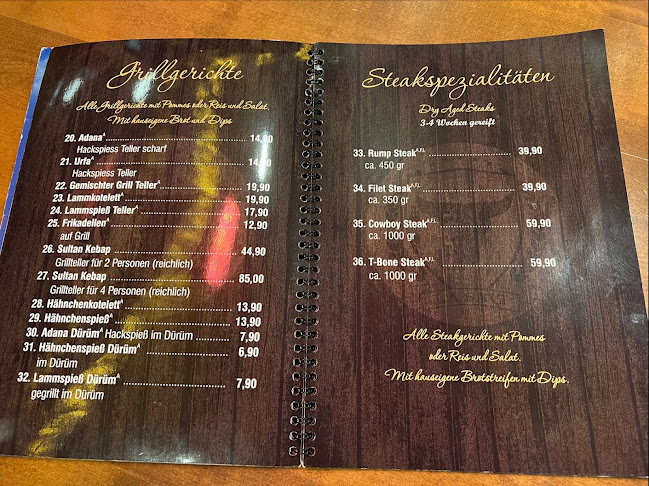 Grillgerichte
Alle Grillgerichte mit Pommes oder Reis und Salat.
Mit hauseigene Brot und Dips
20. Adana^A 14,90
Hackspiess Teller scharf
21. Urfa^A 14,
Hackspiess Teller
22. Gemischter Grill Teller^A 19,90
23. Lammkotelett^A 19,90
24. Lammspieß Teller^A 17,90
25. Frikadellen^A 12,90
auf Grill
26. Sultan Kebap 44,90
Grillteller für 2 Personen (reichlich)
27. Sultan Kebap 85,00
Grillteller für 4 Personen (reichlich)
28. Hähnchenkotelett^A 13,90
29. Hähnchenspieß^A 13,90
30. Adana Dürüm^A Hackspieß im Dürüm 7,90
31. Hähnchenspieß Dürüm^A 6,90
im Dürüm
32. Lammspieß Dürüm^A 7,90
gegrillt im Dürüm
Steakspezialitäten
Dry Aged Steaks
3-4 Wochen gereift
33. Rump Steak^A,F,L 39,90
ca. 450 gr
34. Filet Steak^A,F,L 39,90
ca. 350 gr
35. Cowboy Steak^A,F,L 59,90
ca. 1000 gr
36. T-Bone Steak^A,F,L 59,90
ca. 1000 gr
Alle Steakgerichte mit Pommes
oder Reis und Salat.
Mit hauseigene Brotstreifen mit Dips.